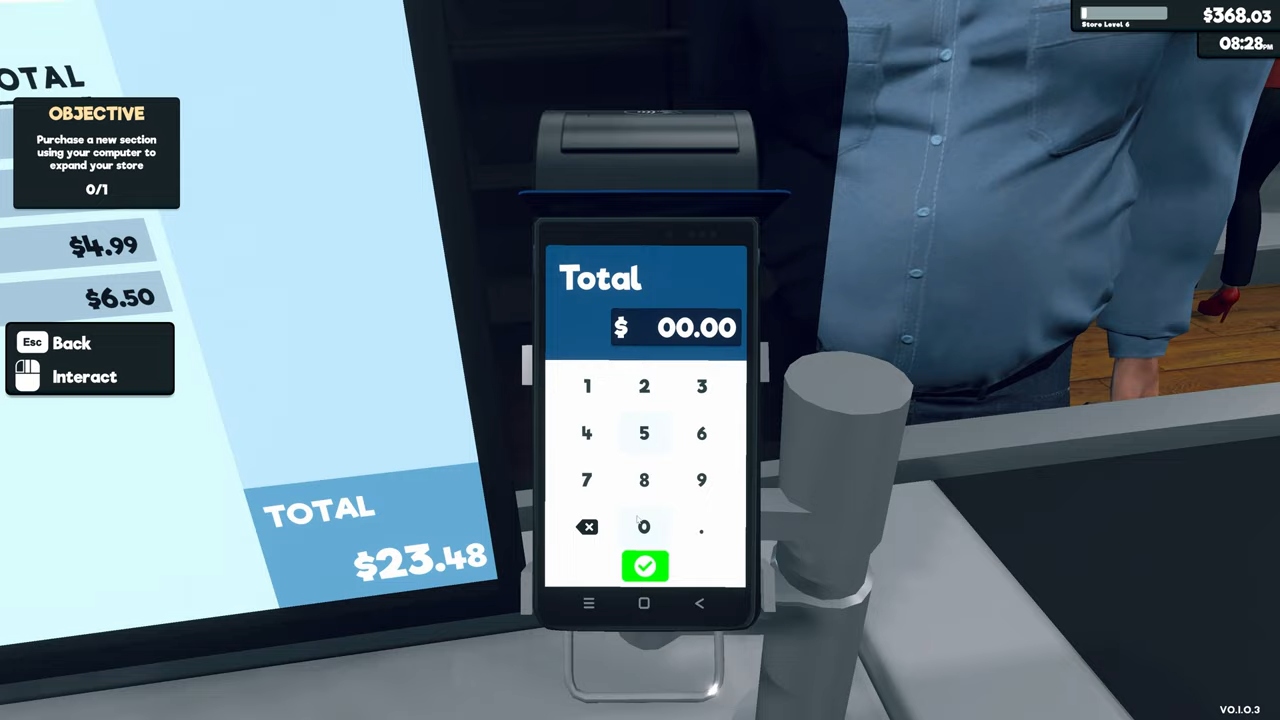 $368.03
Store Level 6
08:28PM
OTAL
OBJECTIVE
Purchase a new section
using your computer to
expand your store
0/1
$4.99
$6.50
Esc Back
Interact
TOTAL
$23.48
Total
$ 00.00
1 2 3
4 5 6
7 8 9
0 .
V0.1.0.3